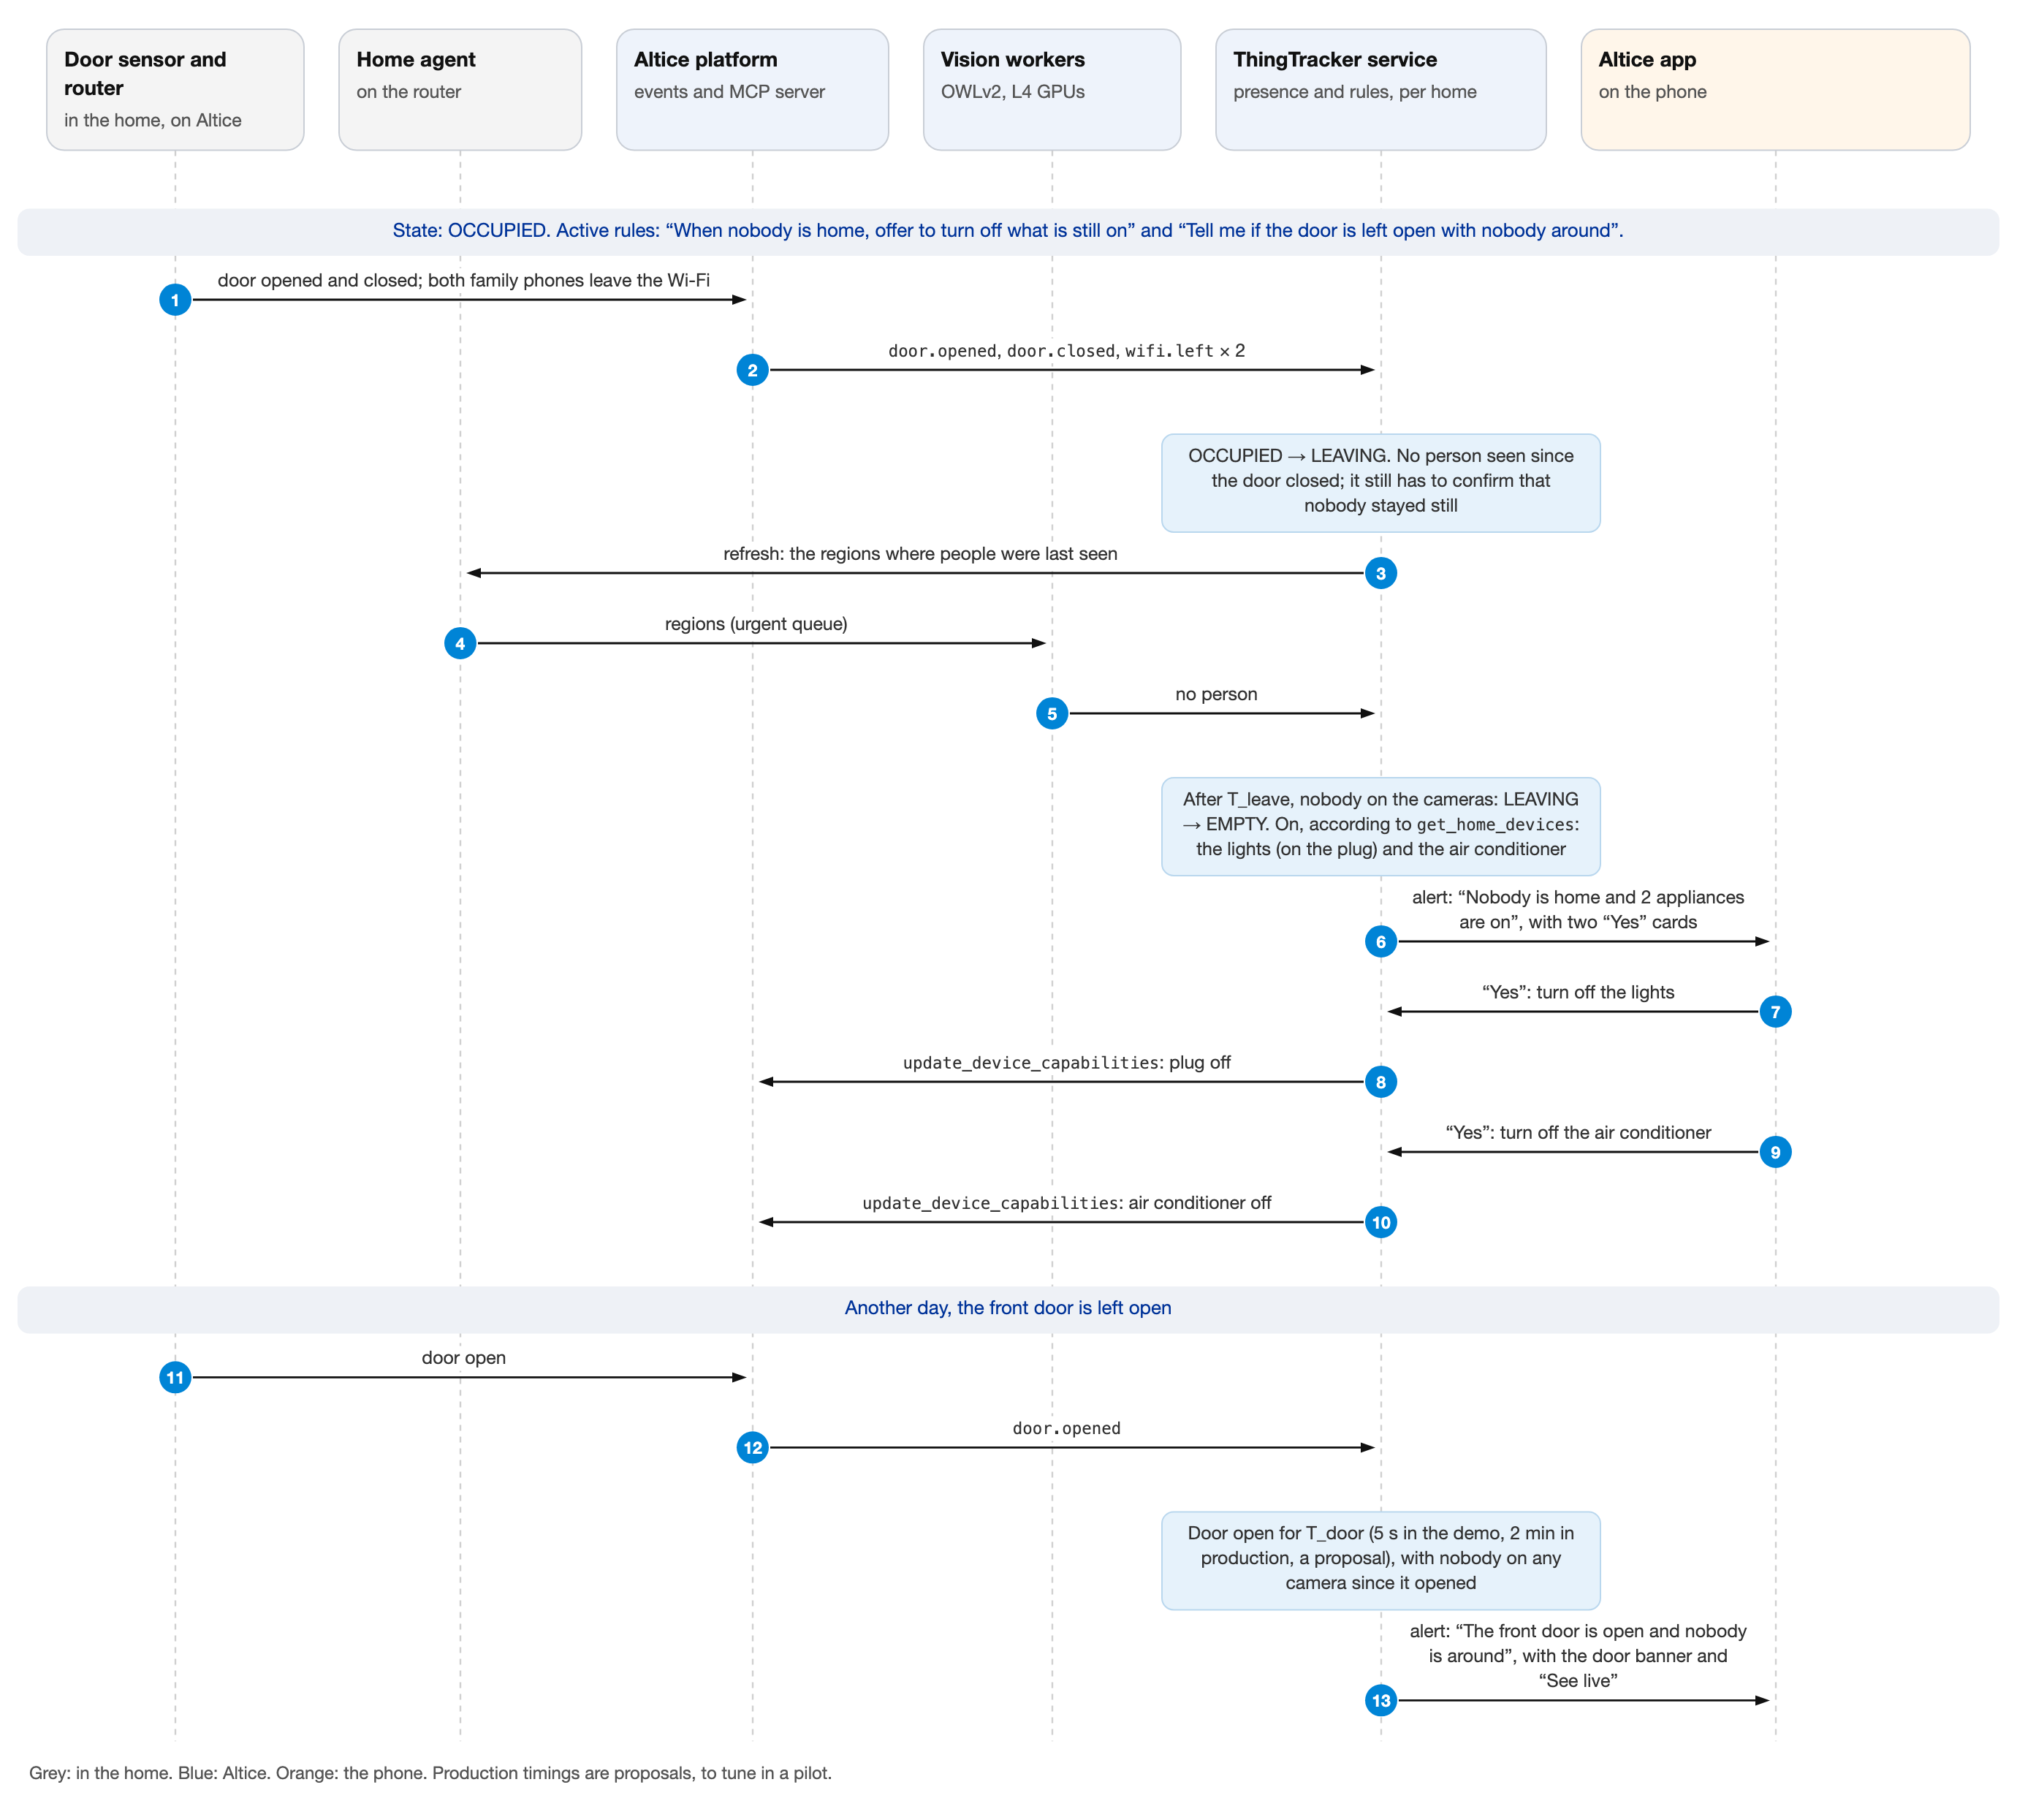 Door sensor and
router
in the home, on Altice
Home agent
on the router
Altice platform
events and MCP server
Vision workers
OWLv2, L4 GPUs
ThingTracker service
presence and rules, per home
Altice app
on the phone
State: OCCUPIED. Active rules: “When nobody is home, offer to turn off what is still on” and “Tell me if the door is left open with nobody around”.
door opened and closed; both family phones leave the Wi-Fi
1
door.opened, door.closed, wifi.left × 2
2
OCCUPIED → LEAVING. No person seen since
the door closed; it still has to confirm that
nobody stayed still
refresh: the regions where people were last seen
3
regions (urgent queue)
4
no person
5
After T_leave, nobody on the cameras: LEAVING
→ EMPTY. On, according to get_home_devices:
the lights (on the plug) and the air conditioner
alert: “Nobody is home and 2 appliances
are on”, with two “Yes” cards
6
“Yes”: turn off the lights
7
update_device_capabilities: plug off
8
“Yes”: turn off the air conditioner
9
update_device_capabilities: air conditioner off
10
Another day, the front door is left open
door open
11
door.opened
12
Door open for T_door (5 s in the demo, 2 min in
production, a proposal), with nobody on any
camera since it opened
alert: “The front door is open and nobody
is around”, with the door banner and
“See live”
13
Grey: in the home. Blue: Altice. Orange: the phone. Production timings are proposals, to tune in a pilot.